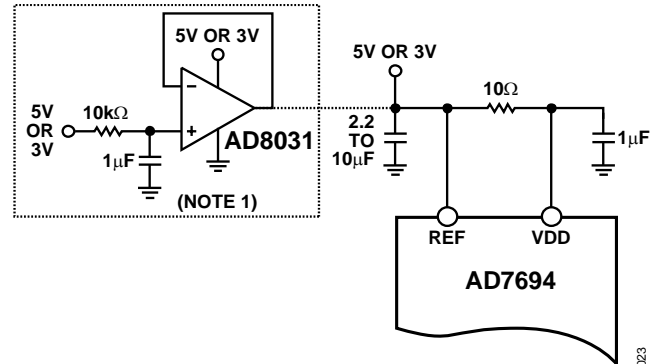 5V OR 3V
5V OR 3V
5V
OR
3V
10kΩ
1μF
AD8031
(NOTE 1)
2.2
TO
10μF
10Ω
1μF
REF
VDD
AD7694
023